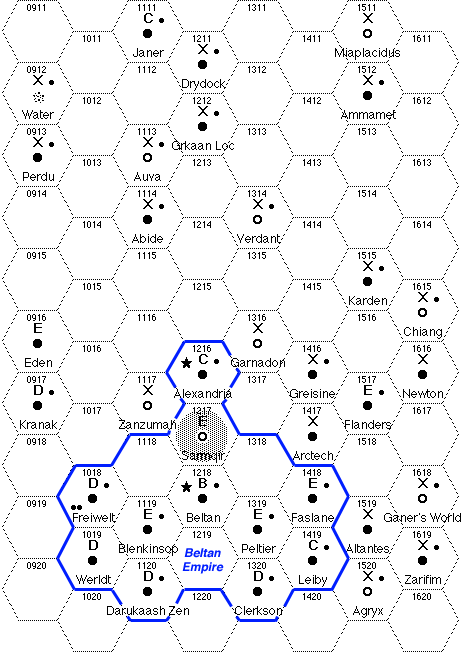 0911
1111
C
Janer
1311
1511
X
Miaplacidus
1011
1211
X
Drydock
1411
1611
0912
X
Water
1112
1312
1512
X
Ammamet
1012
1212
X
Grkaan Loc
1412
1612
0913
X
Perdu
1113
X
Auva
1313
1513
1013
1213
1413
1613
0914
1114
X
Abide
1314
X
Verdant
1514
1014
1214
1414
1614
0915
1115
1315
1515
X
Karden
1015
1215
1415
1615
X
Chiang
0916
E
Eden
1116
1316
X
Garnadon
1516
1016
1216
C
Alexandria
1416
X
Greisine
1616
X
Newton
0917
D
Kranak
1117
X
Zanzumah
1317
1517
E
Flanders
1017
1217
E
Samnqir
1417
X
Arctech
1617
0918
1118
1318
1518
1018
D
Freiwelt
1218
B
Beltan
1418
E
Faslane
1618
X
Ganer's World
0919
1119
E
Blenkinsop
1319
E
Peltier
1519
X
Altantes
1019
D
Werldt
1219
Beltan
Empire
1419
C
Leiby
1619
X
Zarifim
0920
1120
D
Darukaash Zen
1320
D
Clerkson
1520
X
Agryx
1020
1220
1420
1620